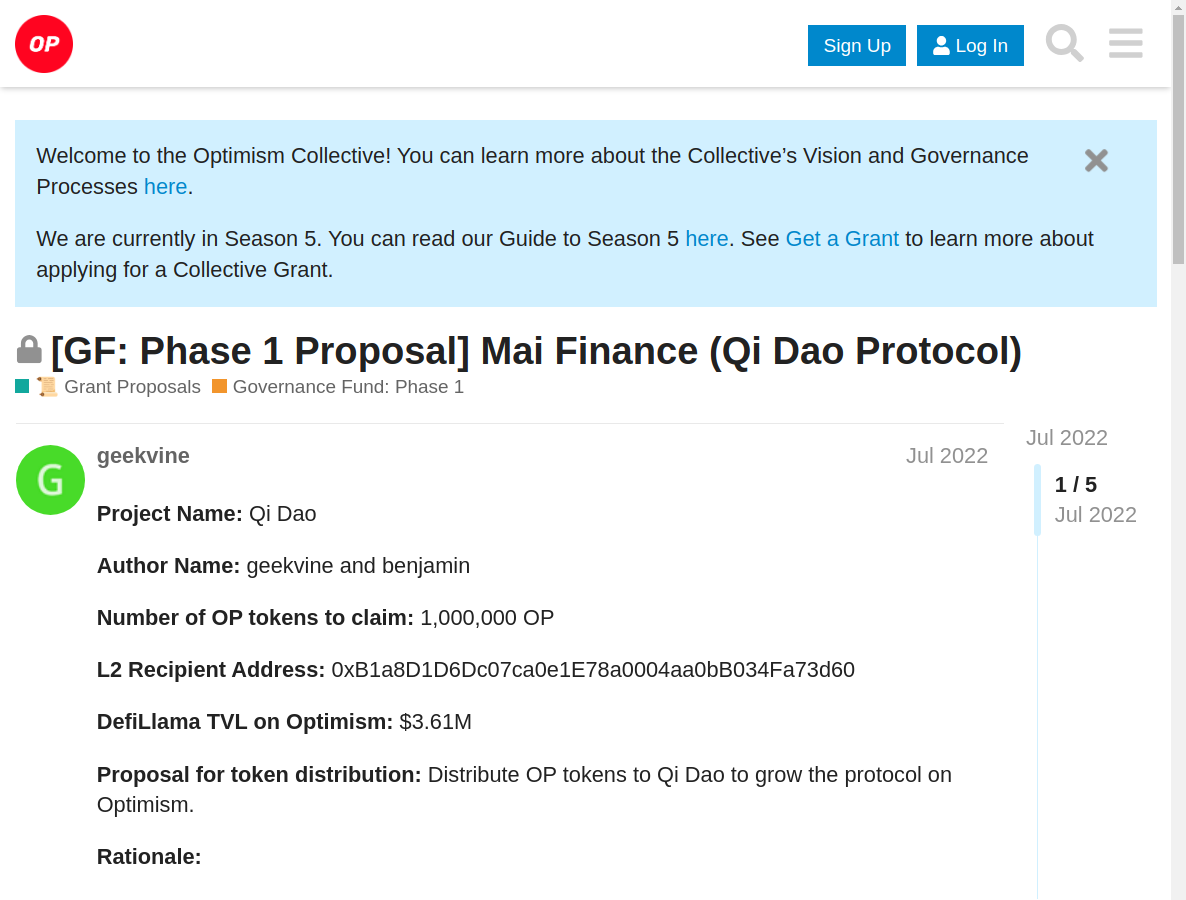 OP
Sign Up
Log In
Welcome to the Optimism Collective! You can learn more about the Collective’s Vision and Governance
Processes here.
We are currently in Season 5. You can read our Guide to Season 5 here. See Get a Grant to learn more about
applying for a Collective Grant.
[GF: Phase 1 Proposal] Mai Finance (Qi Dao Protocol)
Grant Proposals Governance Fund: Phase 1
Jul 2022
G
geekvine Jul 2022
1 / 5
Jul 2022
Project Name: Qi Dao
Author Name: geekvine and benjamin
Number of OP tokens to claim: 1,000,000 OP
L2 Recipient Address: 0xB1a8D1D6Dc07ca0e1E78a0004aa0bB034Fa73d60
DefiLlama TVL on Optimism: $3.61M
Proposal for token distribution: Distribute OP tokens to Qi Dao to grow the protocol on
Optimism.
Rationale: